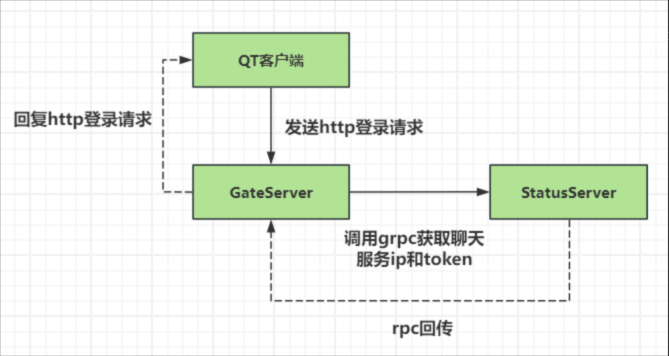 QT客户端
回复http登录请求
发送http登录请求
GateServer
StatusServer
调用grpc获取聊天
服务ip和token
rpc回传